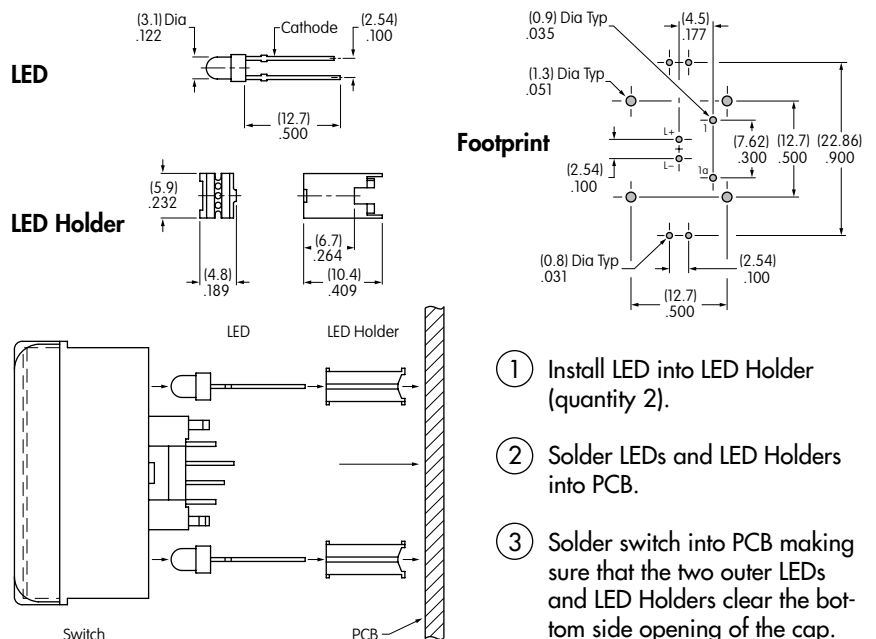 LED
(3.1) Dia
.122
Cathode
(2.54)
.100
(12.7)
.500
LED Holder
(5.9)
.232
(4.8)
.189
(6.7)
.264
(10.4)
.409
Footprint
(0.9) Dia Typ
.035
(4.5)
.177
(1.3) Dia Typ
.051
L+
L–
1
1a
(2.54)
.100
(7.62)
.300
(12.7)
.500
(22.86)
.900
(0.8) Dia Typ
.031
(2.54)
.100
(12.7)
.500
LED
LED Holder
Switch
PCB
1 Install LED into LED Holder
(quantity 2).
2 Solder LEDs and LED Holders
into PCB.
3 Solder switch into PCB making
sure that the two outer LEDs
and LED Holders clear the bot-
tom side opening of the cap.